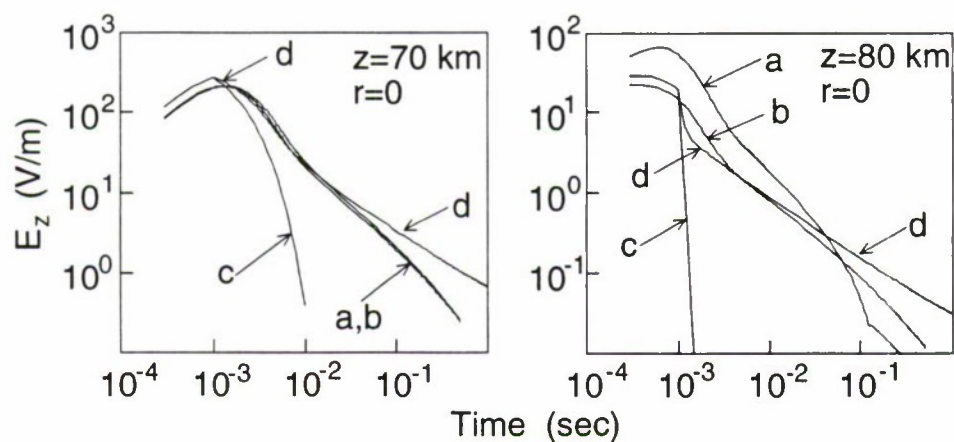 E_z (V/m)
10^3
10^2
10^1
10^0
10^-4
10^-3
10^-2
10^-1
z=70 km
r=0
d
d
c
a,b
10^2
10^1
10^0
10^-1
10^-4
10^-3
10^-2
10^-1
z=80 km
r=0
a
b
d
c
d
Time (sec)